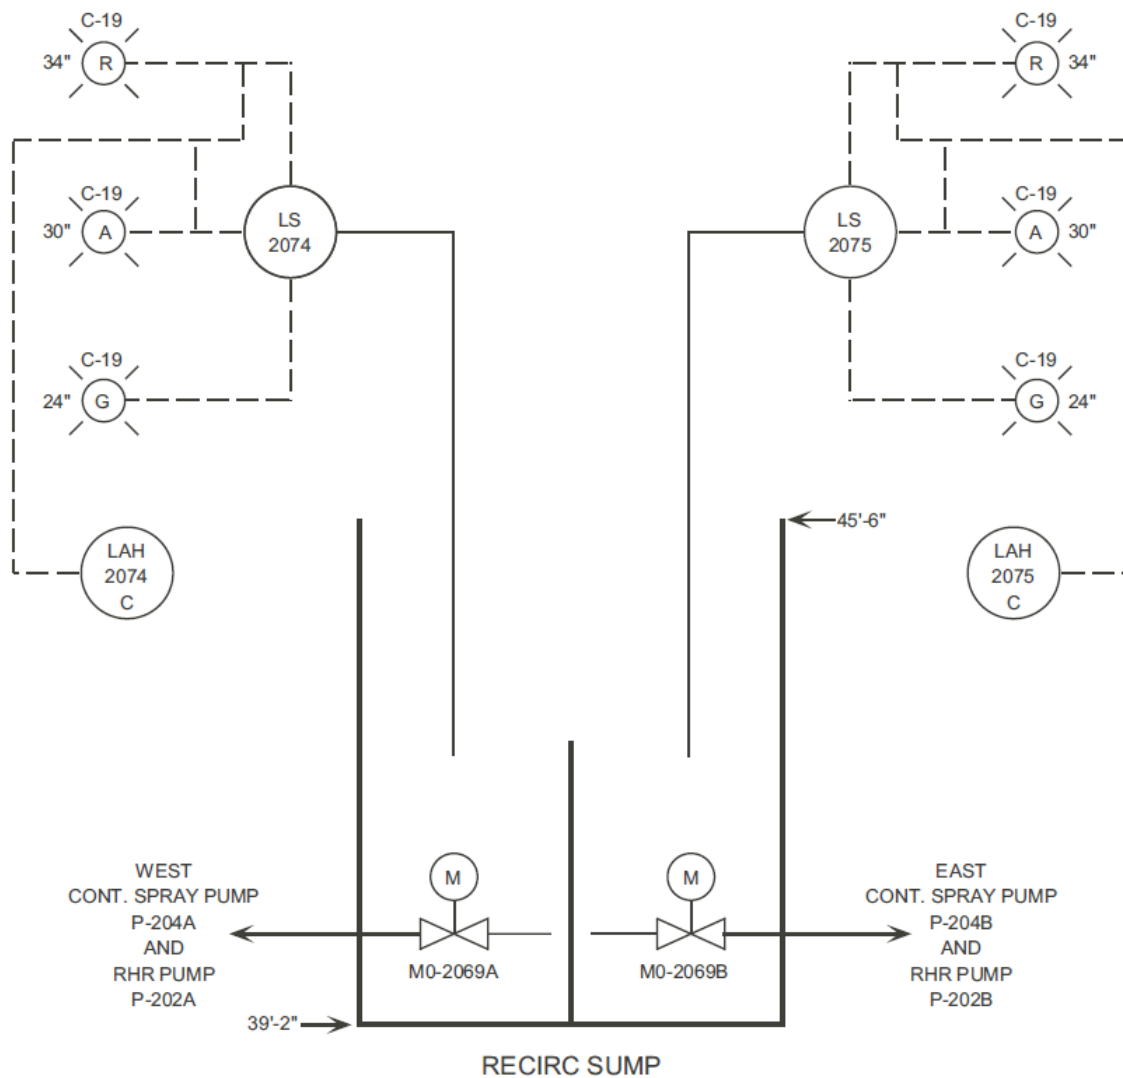 C-19
34" R
C-19
R 34"
C-19
30" A
LS
2074
LS
2075
C-19
A 30"
C-19
24" G
C-19
G 24"
45'-6"
LAH
2074
C
LAH
2075
C
M
M
WEST
CONT. SPRAY PUMP
P-204A
AND
RHR PUMP
P-202A
M0-2069A
M0-2069B
EAST
CONT. SPRAY PUMP
P-204B
AND
RHR PUMP
P-202B
39'-2"
RECIRC SUMP